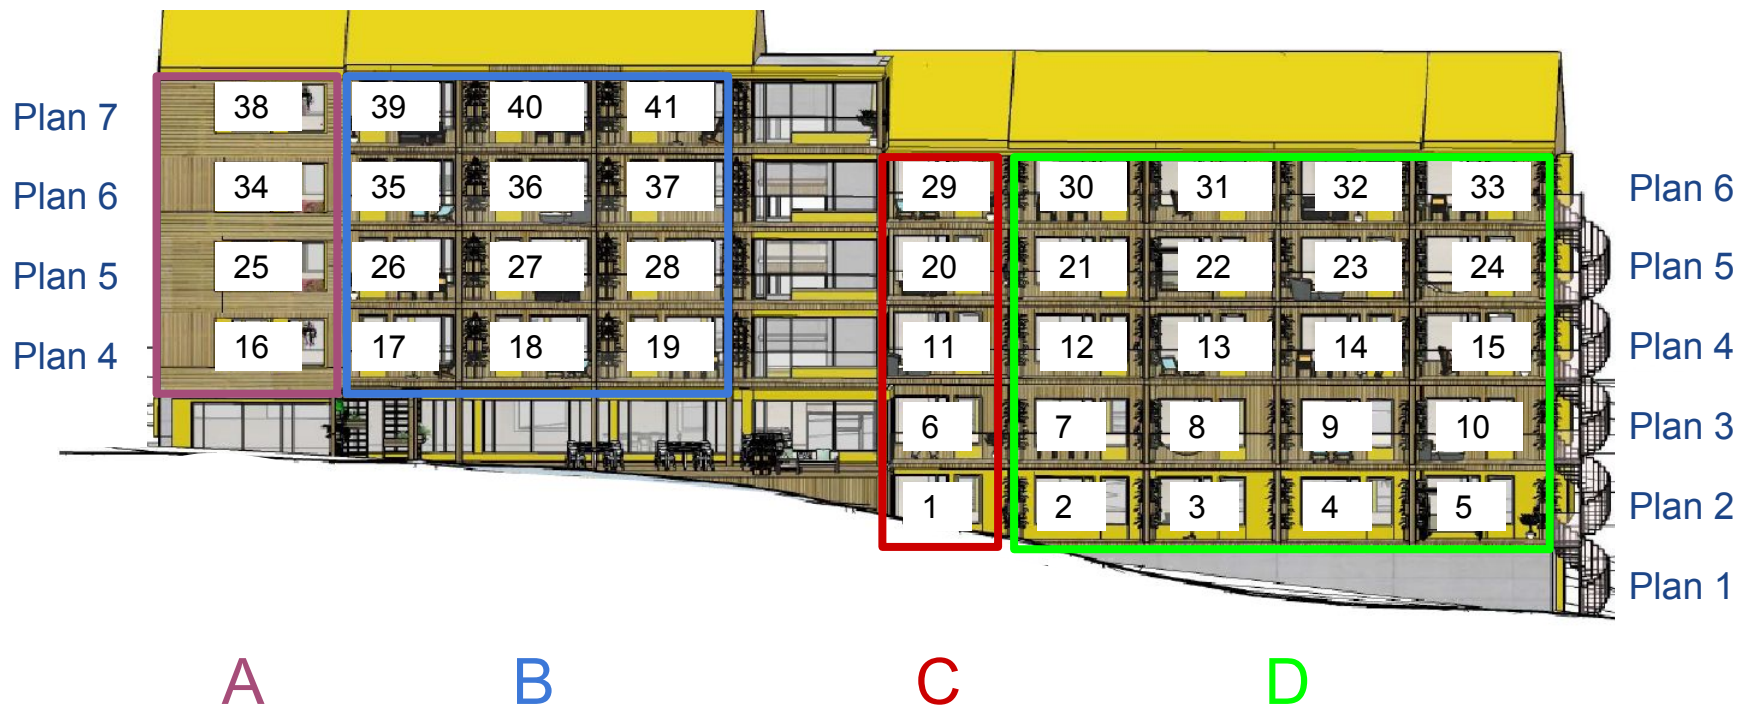 Plan 7 38 39 40 41
Plan 6 34 35 36 37 29 30 31 32 33 Plan 6
Plan 5 25 26 27 28 20 21 22 23 24 Plan 5
Plan 4 16 17 18 19 11 12 13 14 15 Plan 4
6 7 8 9 10 Plan 3
1 2 3 4 5 Plan 2
Plan 1
A B C D